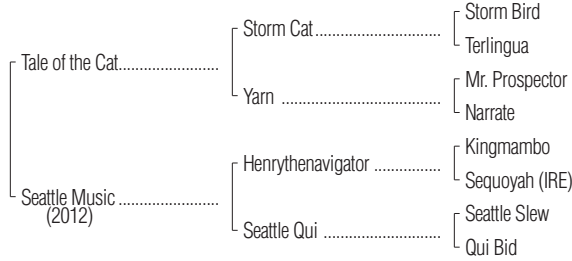 Storm Bird
Storm Cat..............................
Terlingua
Tale of the Cat........................
Mr. Prospector
Yarn ......................................
Narrate
Kingmambo
Henrythenavigator ................
Sequoyah (IRE)
Seattle Music ........................
(2012)
Seattle Slew
Seattle Qui ............................
Qui Bid